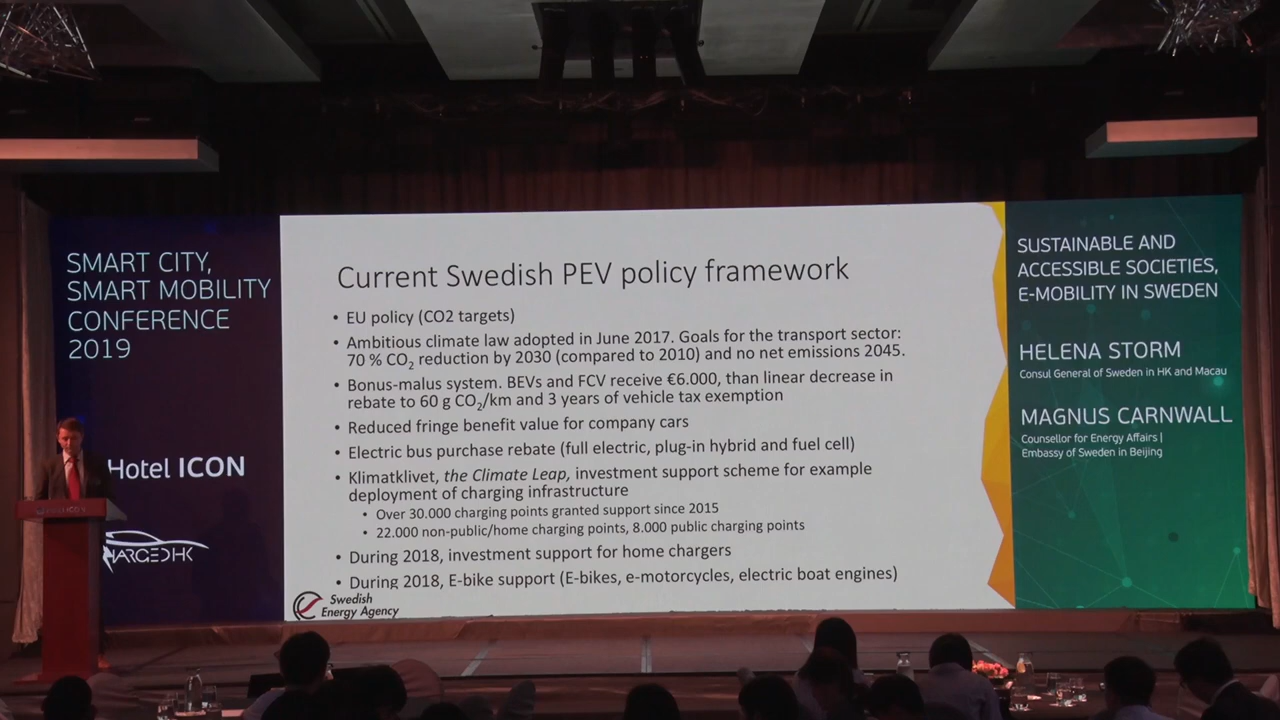 SMART CITY,
SMART MOBILITY
CONFERENCE
2019
Hotel ICON
HARGEDHK
Current Swedish PEV policy framework
• EU policy (CO2 targets)
• Ambitious climate law adopted in June 2017. Goals for the transport sector:
70 % CO₂ reduction by 2030 (compared to 2010) and no net emissions 2045.
• Bonus-malus system. BEVs and FCV receive €6.000, than linear decrease in
rebate to 60 g CO₂/km and 3 years of vehicle tax exemption
• Reduced fringe benefit value for company cars
• Electric bus purchase rebate (full electric, plug-in hybrid and fuel cell)
• Klimatklivet, the Climate Leap, investment support scheme for example
deployment of charging infrastructure
• Over 30.000 charging points granted support since 2015
• 22.000 non-public/home charging points, 8.000 public charging points
• During 2018, investment support for home chargers
• During 2018, E-bike support (E-bikes, e-motorcycles, electric boat engines)
Swedish
Energy Agency
SUSTAINABLE AND
ACCESSIBLE SOCIETIES,
E-MOBILITY IN SWEDEN
HELENA STORM
Consul General of Sweden in HK and Macau
MAGNUS CARNWALL
Counsellor for Energy Affairs |
Embassy of Sweden in Beijing